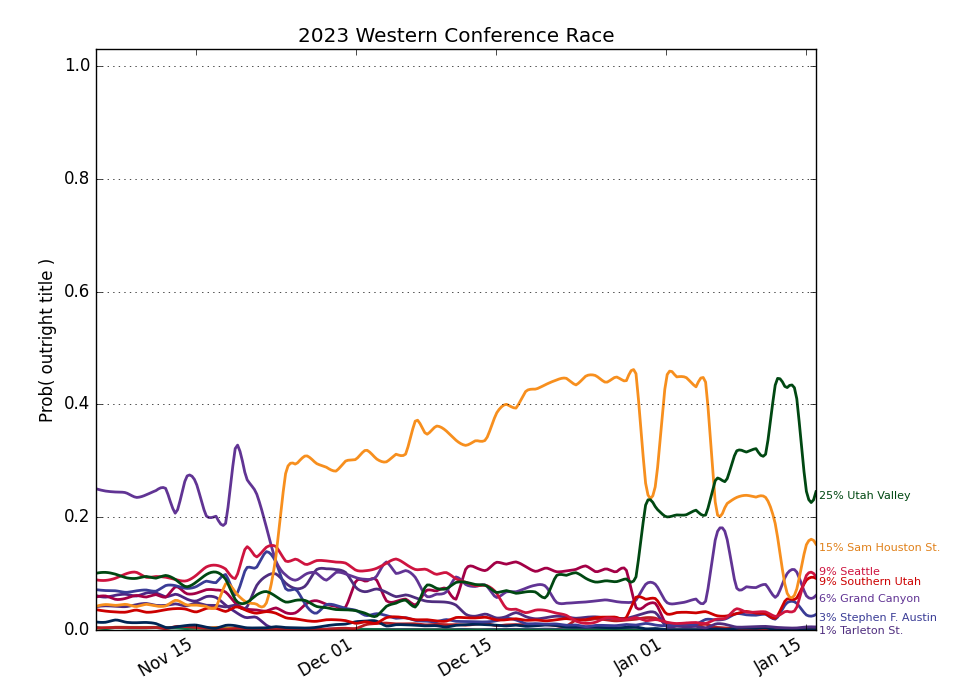 2023 Western Conference Race
Prob( outright title )
1.0
0.8
0.6
0.4
0.2
0.0
25% Utah Valley
15% Sam Houston St.
9% Seattle
9% Southern Utah
6% Grand Canyon
3% Stephen F. Austin
1% Tarleton St.
Nov 15
Dec 01
Dec 15
Jan 01
Jan 15